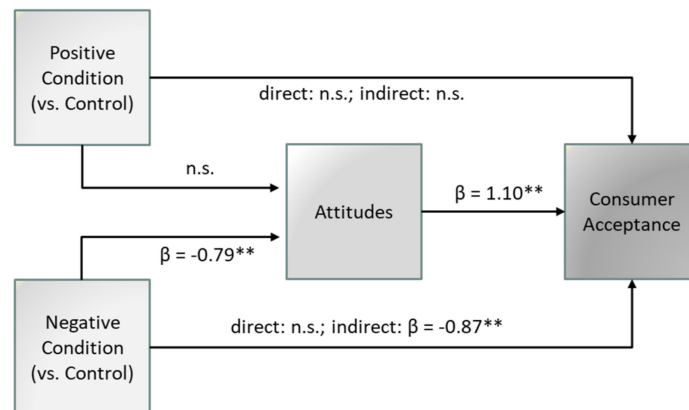 Positive
Condition
(vs. Control)
direct: n.s.; indirect: n.s.
n.s.
Attitudes
β = 1.10**
Consumer
Acceptance
β = -0.79**
Negative
Condition
(vs. Control)
direct: n.s.; indirect: β = -0.87**